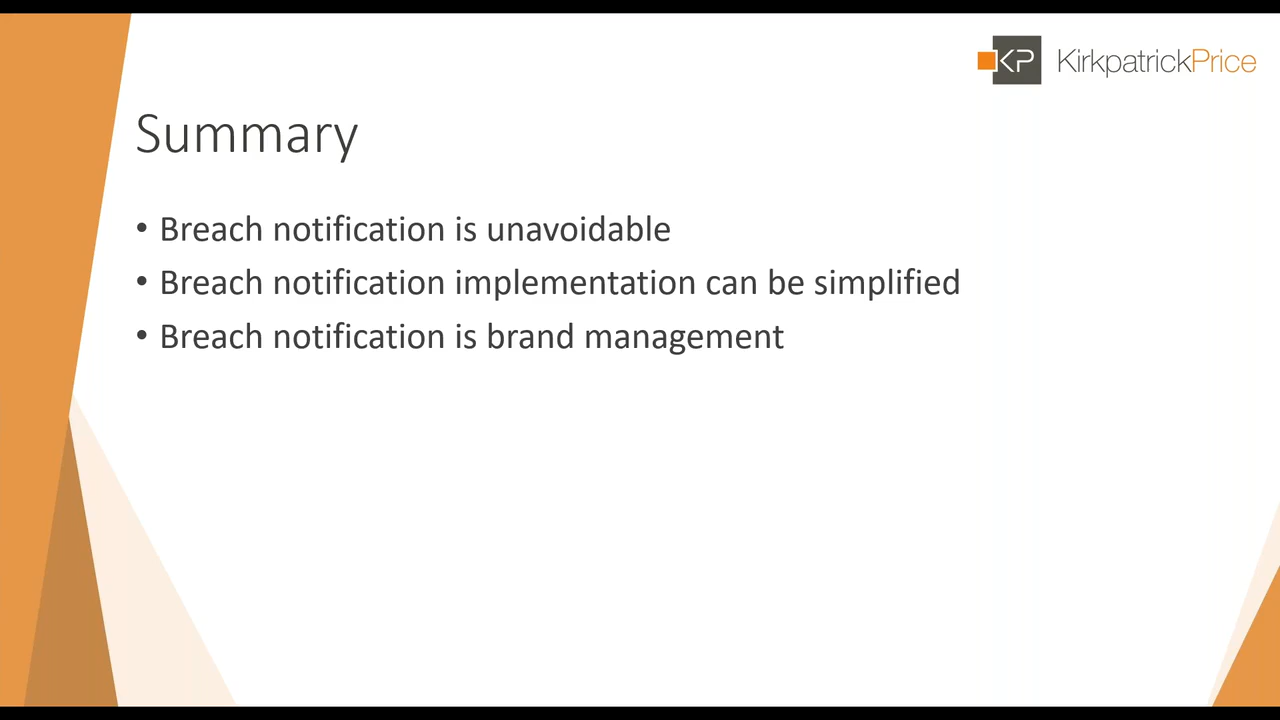 KP KirkpatrickPrice
Summary
• Breach notification is unavoidable
• Breach notification implementation can be simplified
• Breach notification is brand management